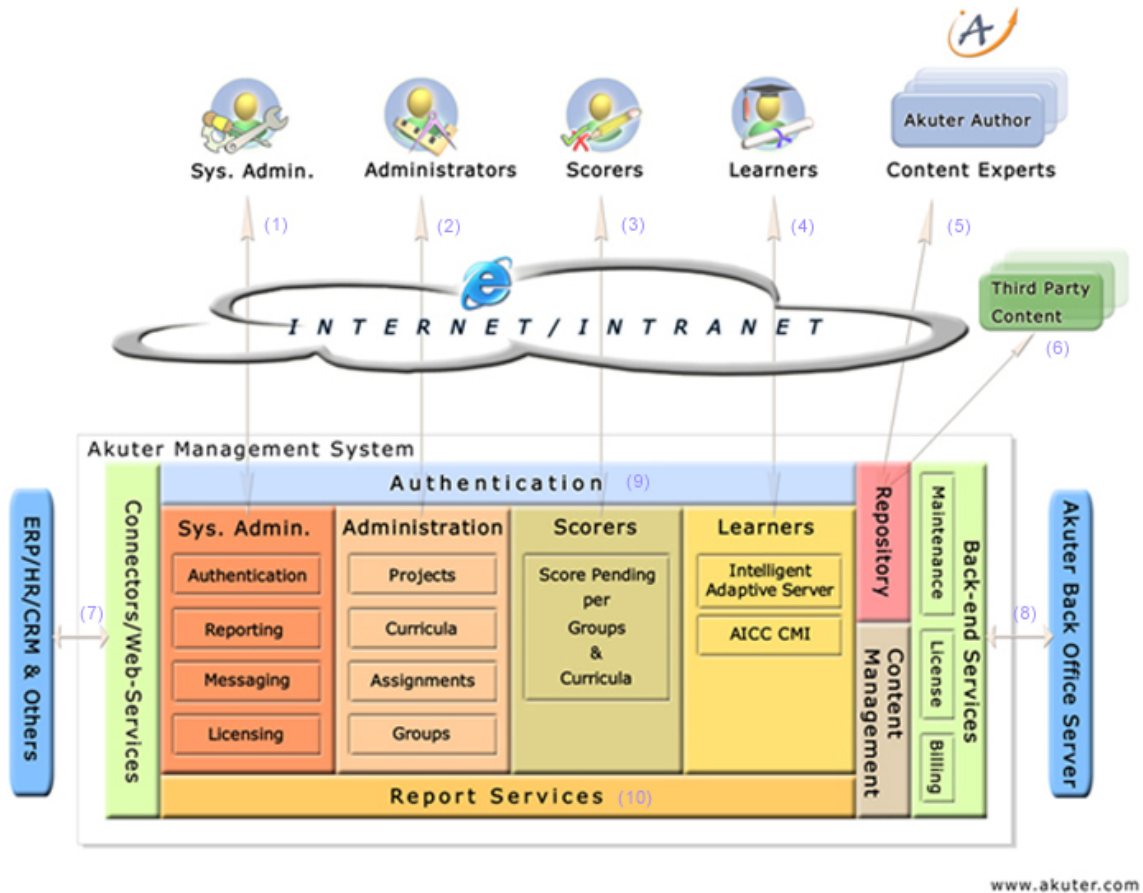 A
Akuter Author
Sys. Admin.
Administrators
Scorers
Learners
Content Experts
(1)
(2)
(3)
(4)
(5)
e
INTERNET/INTRANET
Third Party
Content
(6)
Akuter Management System
ERP/HR/CRM & Others
(7)
Connectors/Web-Services
Authentication (9)
Sys. Admin.
Authentication
Reporting
Messaging
Licensing
Administration
Projects
Curricula
Assignments
Groups
Scorers
Score Pending
per
Groups
&
Curricula
Learners
Intelligent
Adaptive Server
AICC CMI
Report Services (10)
Repository
Content
Management
Maintenance
License
Billing
Back-end Services
(8)
Akuter Back Office Server
www.akuter.com